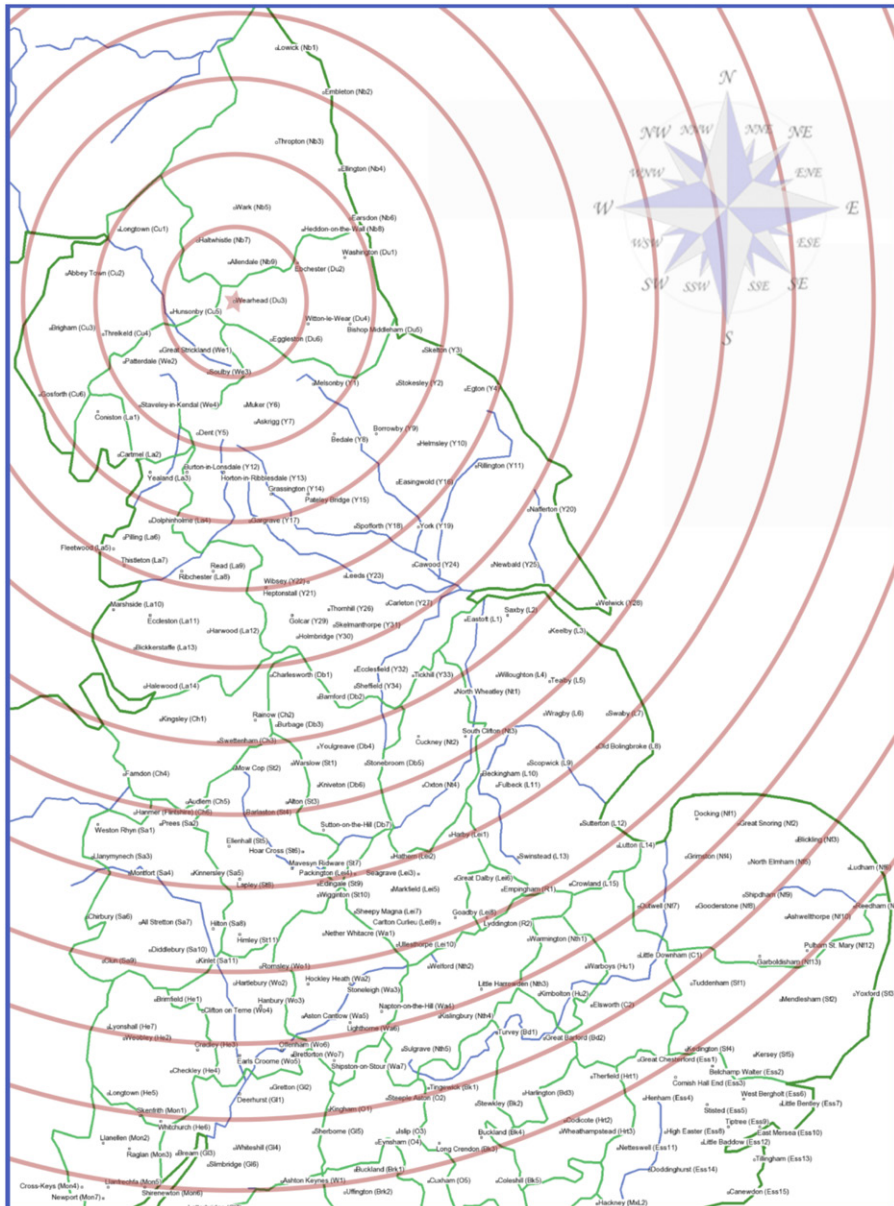 Lowick (Nb1)
Embleton (Nb2)
N
Thropton (Nb3)
NW
NNW
NNE
NE
Ellington (Nb4)
WNW
ENE
Wark (Nb5)
W
E
Earsdon (Nb6)
Longtown (Cu1)
Heddon-on-the-Wall (Nb8)
Haltwhistle (Nb7)
WSW
ESE
Washington (Du1)
Allendale (Nb9)
Ebchester (Du2)
Abbey Town (Cu2)
SW
SSW
SSE
SE
Wearhead (Du3)
Hunsonby (Cu5)
S
Brigham (Cu3)
Threlkeld (Cu4)
Witton-le-Wear (Du4)
Bishop Middleham (Du5)
Eggleston (Du6)
Great Strickland (We1)
Skelton (Y3)
Patterdale (We2)
Soulby (We3)
Melsonby (Y1)
Stokesley (Y2)
Egton (Y4)
Gosforth (Cu6)
Staveley-in-Kendal (We4)
Muker (Y6)
Coniston (La1)
Askrigg (Y7)
Dent (Y5)
Bedale (Y8)
Borrowby (Y9)
Helmsley (Y10)
Cartmel (La2)
Yealand (La3)
Burton-in-Lonsdale (Y12)
Rillington (Y11)
Horton-in-Ribblesdale (Y13)
Grassington (Y14)
Easingwold (Y16)
Pateley Bridge (Y15)
Nafferton (Y20)
Dolphinholme (La4)
Gargrave (Y17)
Spofforth (Y18)
York (Y19)
Pilling (La6)
Fleetwood (La5)
Thistleton (La7)
Read (La9)
Ribchester (La8)
Cawood (Y24)
Newbald (Y25)
Leeds (Y23)
Wibsey (Y22)
Heptonstall (Y21)
Marshside (La10)
Eccleston (La11)
Thornhill (Y26)
Carleton (Y27)
Welwick (Y28)
Saxby (L2)
Golcar (Y29)
Skelmanthorpe (Y31)
Eastoft (L1)
Harwood (La12)
Holmbridge (Y30)
Keelby (L3)
Bickerstaffe (La13)
Ecclesfield (Y32)
Tickhill (Y33)
Charlesworth (Db1)
Willoughton (L4)
Tealby (L5)
Halewood (La14)
Sheffield (Y34)
Bamford (Db2)
North Wheatley (Nt1)
Kingsley (Ch1)
Rainow (Ch2)
Burbage (Db3)
Wragby (L6)
Swaby (L7)
Swettenham (Ch3)
Youlgreave (Db4)
Cuckney (Nt2)
South Clifton (Nt3)
Old Bolingbroke (L8)
Mow Cop (St2)
Warslow (St1)
Stonebroom (Db5)
Scopwick (L9)
Farndon (Ch4)
Beckingham (L10)
Kniveton (Db6)
Oxton (Nt4)
Fulbeck (L11)
Audlem (Ch5)
Alton (St3)
Hanmer (Flintshire) (Ch6)
Barlaston (St4)
Prees (Sa2)
Weston Rhyn (Sa1)
Sutton-on-the-Hill (Db7)
Sutterton (L12)
Docking (Nf1)
Great Snoring (Nf2)
Ellenhall (St5)
Hoar Cross (St6)
Harby (Lei1)
Lutton (L14)
Blickling (Nf3)
Llanymynech (Sa3)
Hathern (Lei2)
Swinstead (L13)
Grimston (Nf4)
North Elmham (Nf5)
Mavesyn Ridware (St7)
Packington (Lei4)
Seagrave (Lei3)
Ludham (Nf6)
Montfort (Sa4)
Kinnersley (Sa5)
Lapley (St8)
Edingale (St9)
Great Dalby (Lei6)
Crowland (L15)
Wigginton (St10)
Markfield (Lei5)
Empingham (R1)
Shipdham (Nf9)
Outwell (Nf7)
Gooderstone (Nf8)
Reedham (N
Chirbury (Sa6)
All Stretton (Sa7)
Hilton (Sa8)
Sheepy Magna (Lei7)
Goadby (Lei8)
Carlton Curlieu (Lei9)
Lyddington (R2)
Ashwellthorpe (Nf10)
Himley (St11)
Nether Whitacre (Wa1)
Ullesthorpe (Lei10)
Warmington (Nth1)
Diddlebury (Sa10)
Pulham St. Mary (Nf12)
Clun (Sa9)
Kinlet (Sa11)
Romsley (Wo1)
Welford (Nth2)
Warboys (Hu1)
Little Downham (C1)
Garboldisham (Nf13)
Hartlebury (Wo2)
Hockley Heath (Wa2)
Stoneleigh (Wa3)
Little Harrowden (Nth3)
Kimbolton (Hu2)
Tuddenham (Sf1)
Brimfield (He1)
Hanbury (Wo3)
Clifton on Teme (Wo4)
Napton-on-the-Hill (Wa4)
Elsworth (C2)
Mendlesham (Sf2)
Yoxford (Sf3)
Aston Cantlow (Wa5)
Kislingbury (Nth4)
Lyonshall (He7)
Lighthorne (Wa6)
Turvey (Bd1)
Weobley (He2)
Offenham (Wo6)
Great Barford (Bd2)
Cradley (He3)
Bretforton (Wo7)
Sulgrave (Nth5)
Kedington (Sf4)
Earls Croome (Wo5)
Shipston-on-Stour (Wa7)
Great Chesterford (Ess1)
Kersey (Sf5)
Checkley (He4)
Belchamp Walter (Ess2)
Therfield (Hrt1)
Cornish Hall End (Ess3)
Longtown (He5)
Gretton (Gl2)
Tingewick (Bk1)
Deerhurst (Gl1)
Steeple Aston (O2)
Harlington (Bd3)
Henham (Ess4)
West Bergholt (Ess6)
Skenfrith (Mon1)
Kingham (O1)
Stewkley (Bk2)
Little Bentley (Ess7)
Stisted (Ess5)
Whitchurch (He6)
Codicote (Hrt2)
Tiptree (Ess9)
Sherborne (Gl5)
Islip (O3)
Buckland (Bk4)
Wheathampstead (Hrt3)
High Easter (Ess8)
East Mersea (Ess10)
Llanellen (Mon2)
Eynsham (O4)
Little Baddow (Ess12)
Raglan (Mon3)
Whiteshill (Gl4)
Long Crendon (Bk3)
Netteswell (Ess11)
Bream (Gl3)
Slimbridge (Gl6)
Buckland (Brk1)
Tillingham (Ess13)
Doddinghurst (Ess14)
Cross-Keys (Mon4)
Llanfrechfa (Mon5)
Ashton Keynes (W1)
Cuxham (O5)
Coleshill (Bk5)
Newport (Mon7)
Shirenewton (Mon6)
Uffington (Brk2)
Canewdon (Ess15)
Hackney (MxL2)